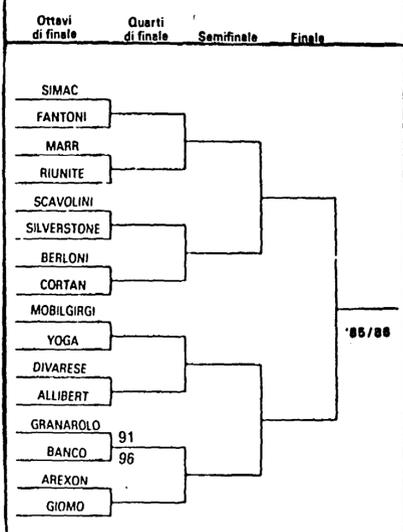 Ottavi di finale
Quarti di finale
Semifinale
Finale
SIMAC
FANTONI
MARR
RIUNITE
SCAVOLINI
SILVERSTONE
BERLONI
CORTAN
MOBILGIRGI
YOGA
DIVARESE
ALLIBERT
GRANAROLO 91
BANCO 96
AREXON
GIOMO
'85/86